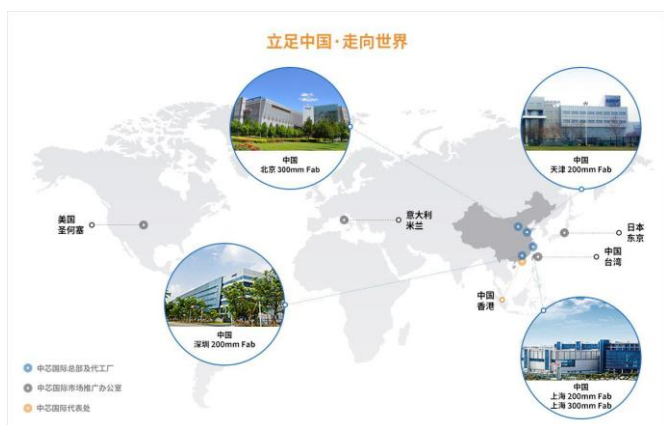 立足中国·走向世界
中国
北京 300mm Fab
中国
天津 200mm Fab
美国
圣何塞
意大利
米兰
日本
东京
中国
台湾
中国
香港
中国
深圳 200mm Fab
中国
上海 200mm Fab
上海 300mm Fab
中芯国际总部及代工厂
中芯国际市场推广办公室
中芯国际代表处